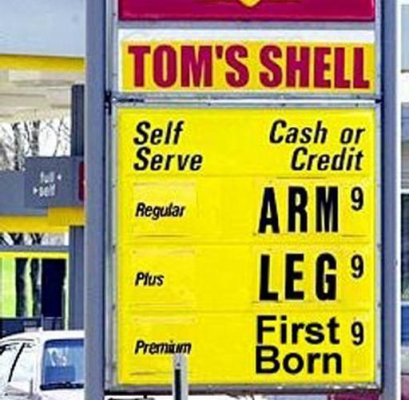 TOM'S SHELL
Self Serve
Cash or Credit
Regular ARM 9
Plus LEG 9
Premium First Born 9
full
self